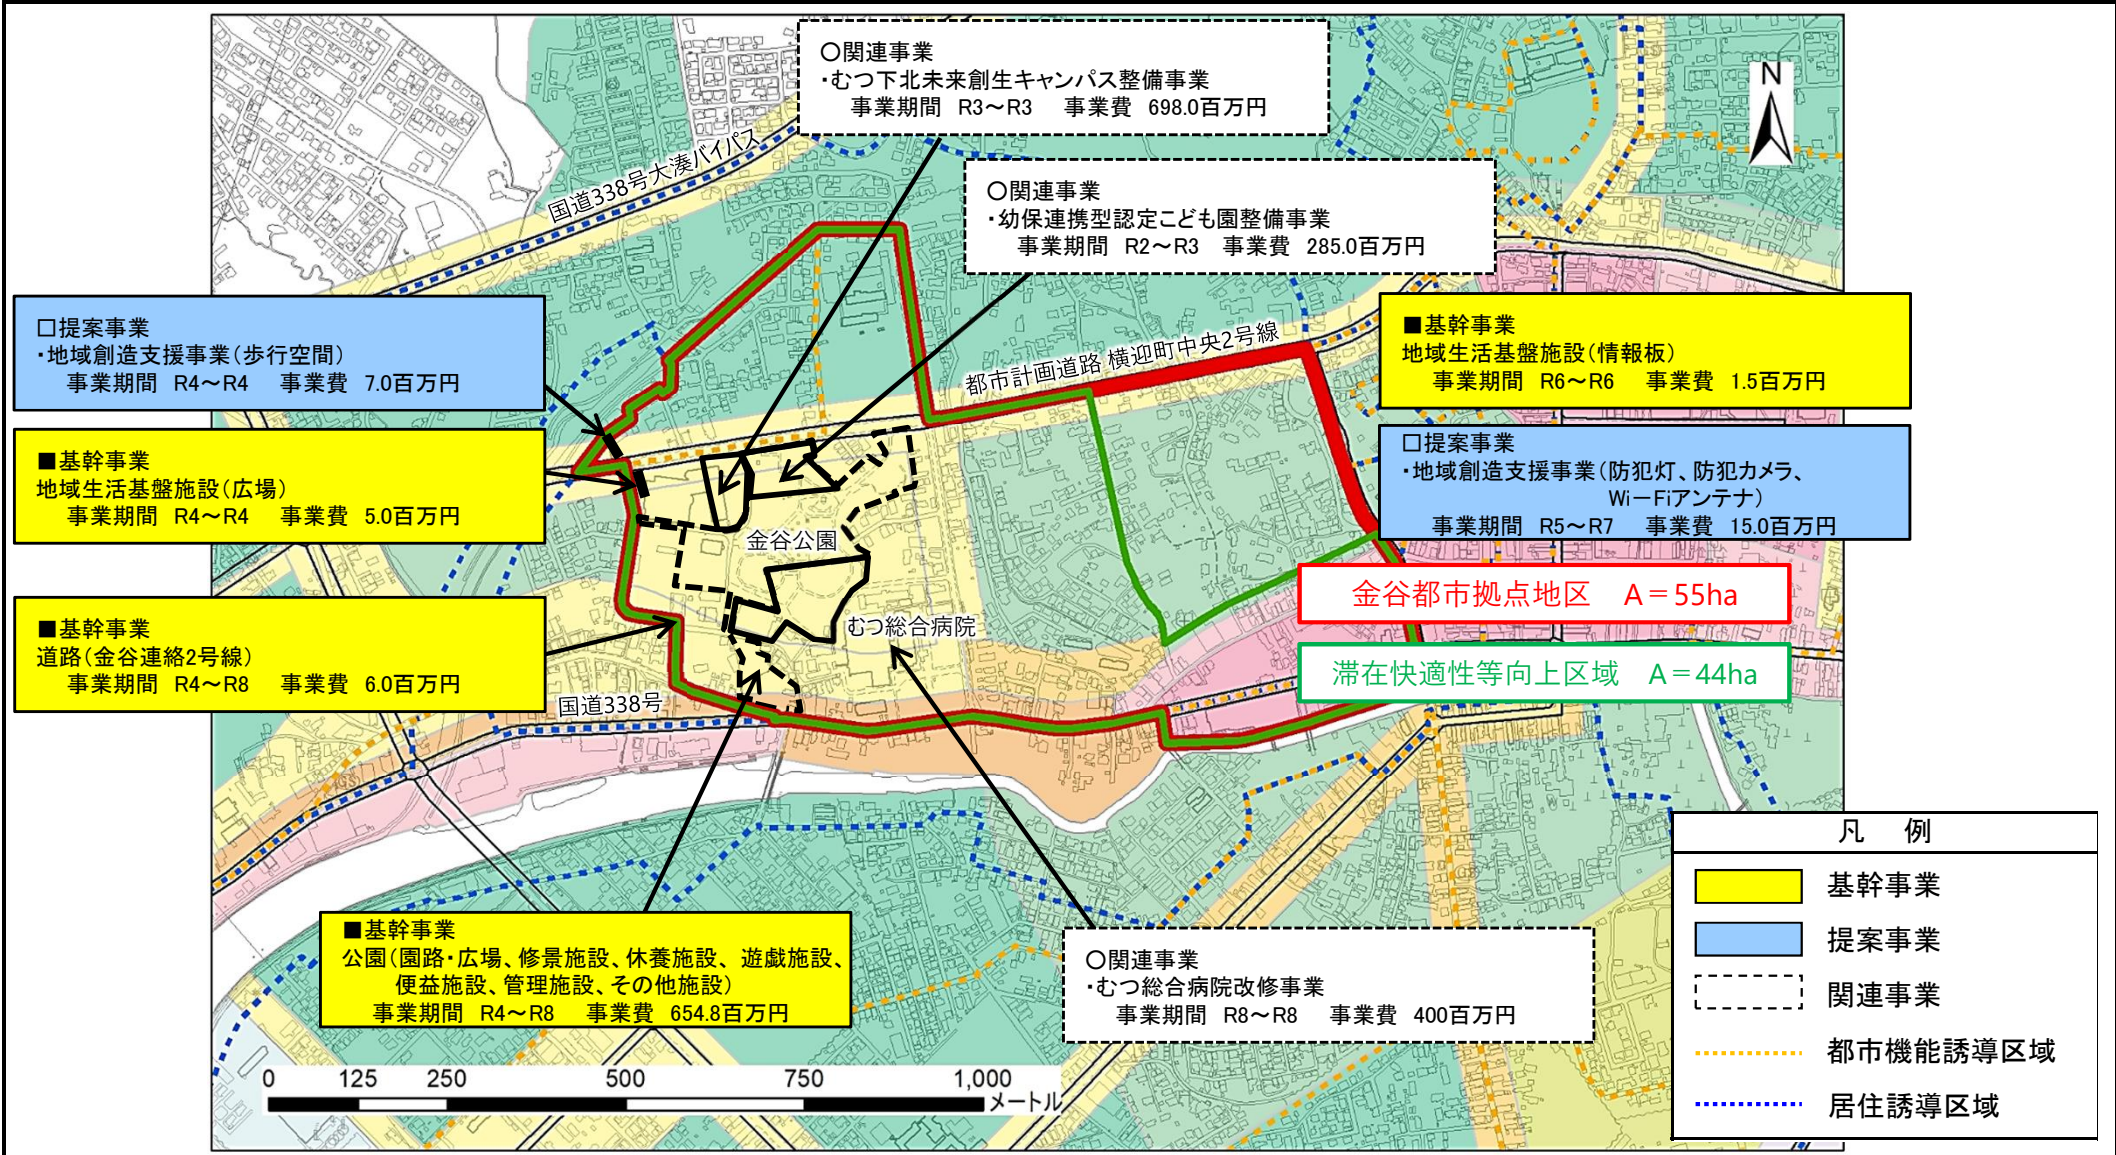 ○関連事業
・むつ下北未来創生キャンパス整備事業
事業期間 R3～R3 事業費 698.0百万円
N
国道338号大湊バイパス
○関連事業
・幼保連携型認定こども園整備事業
事業期間 R2～R3 事業費 285.0百万円
□提案事業
・地域創造支援事業(歩行空間)
事業期間 R4～R4 事業費 7.0百万円
都市計画道路 横迎町中央2号線
■基幹事業
地域生活基盤施設(情報板)
事業期間 R6～R6 事業費 1.5百万円
■基幹事業
地域生活基盤施設(広場)
事業期間 R4～R4 事業費 5.0百万円
□提案事業
・地域創造支援事業(防犯灯、防犯カメラ、
Wi－Fiアンテナ)
事業期間 R5～R7 事業費 15.0百万円
金谷公園
金谷都市拠点地区 A＝55ha
■基幹事業
道路(金谷連絡2号線)
事業期間 R4～R8 事業費 6.0百万円
むつ総合病院
滞在快適性等向上区域 A＝44ha
国道338号
■基幹事業
公園(園路・広場、修景施設、休養施設、遊戯施設、
便益施設、管理施設、その他施設)
事業期間 R4～R8 事業費 654.8百万円
○関連事業
・むつ総合病院改修事業
事業期間 R8～R8 事業費 400百万円
凡 例
基幹事業
提案事業
関連事業
都市機能誘導区域
居住誘導区域
0 125 250 500 750 1,000
メートル